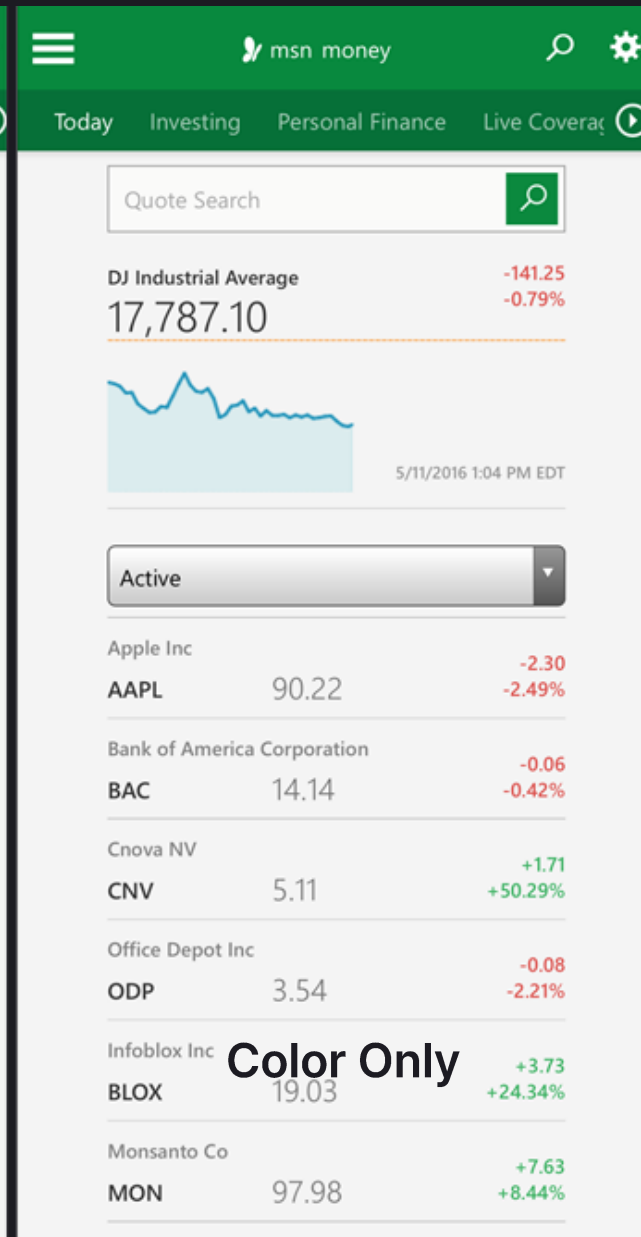 msn money
Today Investing Personal Finance Live Coverag
Quote Search
DJ Industrial Average
17,787.10
-141.25
-0.79%
5/11/2016 1:04 PM EDT
Active
Apple Inc
AAPL 90.22
-2.30
-2.49%
Bank of America Corporation
BAC 14.14
-0.06
-0.42%
Cnova NV
CNV 5.11
+1.71
+50.29%
Office Depot Inc
ODP 3.54
-0.08
-2.21%
Infoblox Inc
Color Only
BLOX 19.03
+3.73
+24.34%
Monsanto Co
MON 97.98
+7.63
+8.44%